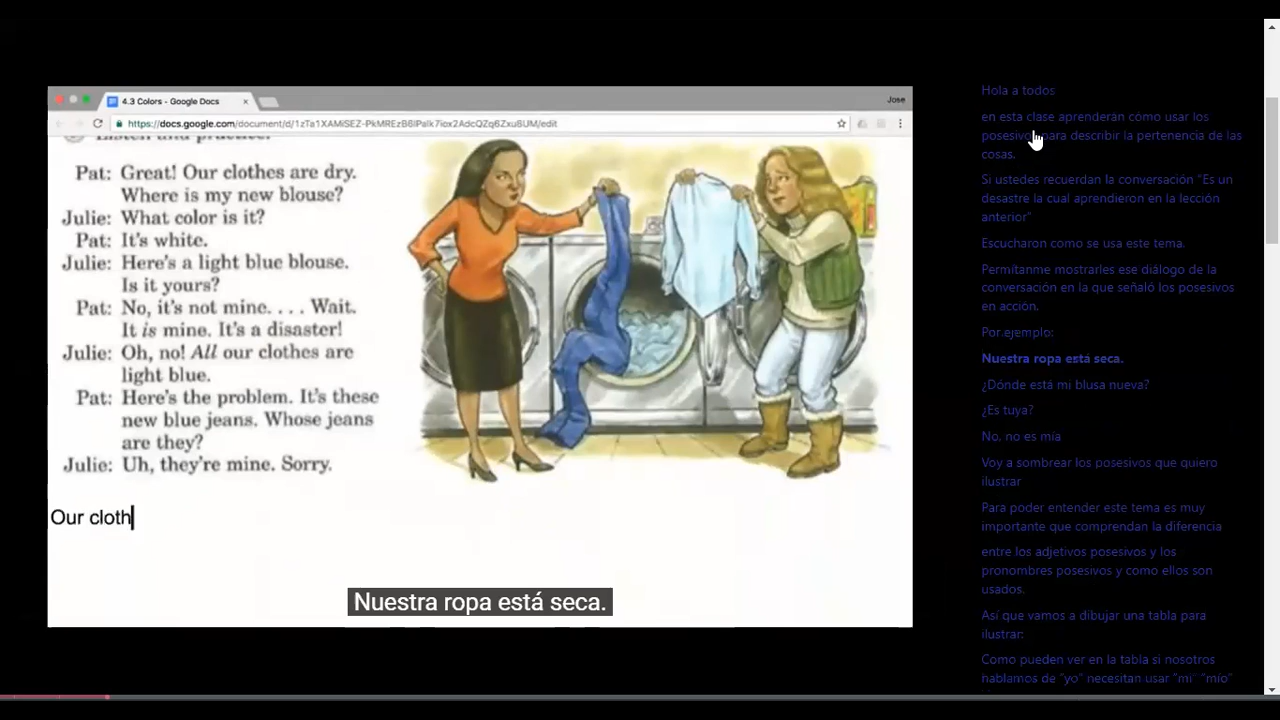 4.3 Colors - Google Docs
Jose
https://docs.google.com/document/d/1zTa1XAMiSEZ-PkMREzB6lPalk7iox2AdcQZq6Zxu8UM/edit
Listen and practice.
Pat: Great! Our clothes are dry.
Where is my new blouse?
Julie: What color is it?
Pat: It's white.
Julie: Here's a light blue blouse.
Is it yours?
Pat: No, it's not mine. . . . Wait.
It is mine. It's a disaster!
Julie: Oh, no! All our clothes are
light blue.
Pat: Here's the problem. It's these
new blue jeans. Whose jeans
are they?
Julie: Uh, they're mine. Sorry.
Our cloth
Nuestra ropa está seca.
Hola a todos
en esta clase aprenderán cómo usar los
posesivos para describir la pertenencia de las
cosas.
Si ustedes recuerdan la conversación "Es un
desastre la cual aprendieron en la lección
anterior"
Escucharon como se usa este tema.
Permítanme mostrarles ese diálogo de la
conversación en la que señaló los posesivos
en acción.
Por ejemplo:
Nuestra ropa está seca.
¿Dónde está mi blusa nueva?
¿Es tuya?
No, no es mía
Voy a sombrear los posesivos que quiero
ilustrar
Para poder entender este tema es muy
importante que comprendan la diferencia
entre los adjetivos posesivos y los
pronombres posesivos y como ellos son
usados.
Así que vamos a dibujar una tabla para
ilustrar:
Como pueden ver en la tabla si nosotros
hablamos de "yo" necesitan usar "mi" "mío"